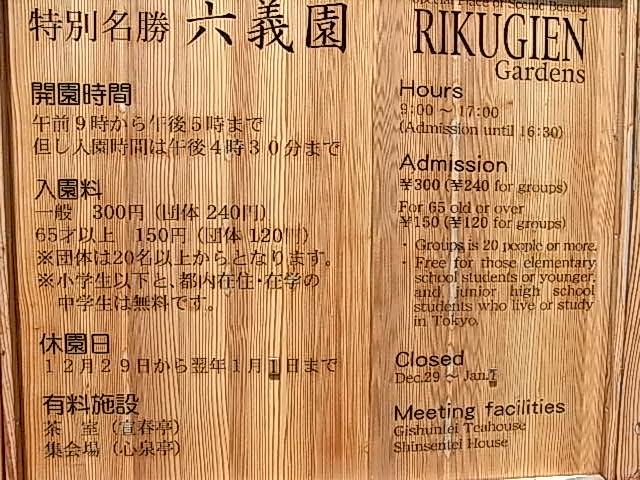 特別名勝 六義園
開園時間
午前9時から午後5時まで
但し入園時間は午後4時30分まで
入園料
一般 300円 (団体 240円)
65才以上 150円 (団体 120円)
※団体は20名以上からとなります。
※小学生以下と、都内在住・在学の
中学生は無料です。
休園日
12月29日から翌年1月1日まで
有料施設
茶 室 (宜春亭)
集会場 (心泉亭)
Special Place of Scenic Beauty
RIKUGIEN
Gardens
Hours
9:00 ~ 17:00
(Admission until 16:30)
Admission
¥300 (¥240 for groups)
For 65 old or over
¥150 (¥120 for groups)
・Groups is 20 people or more.
・Free for those elementary
school students or younger,
and junior high school
students who live or study
in Tokyo.
Closed
Dec.29 ~ Jan.1
Meeting facilities
Gishunlei Teahouse
Shinsentei House